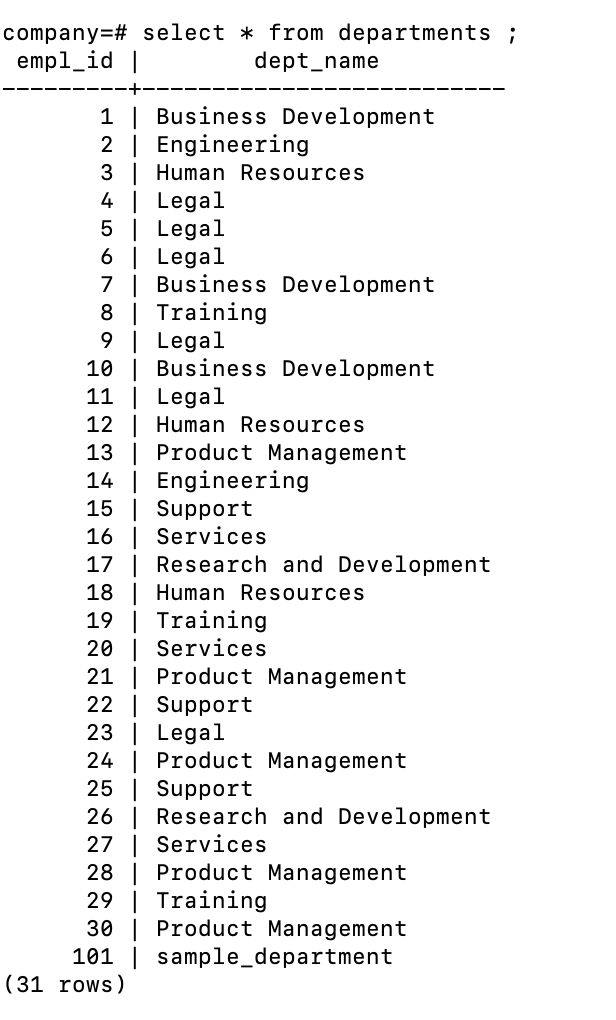 company=# select * from departments ;
 empl_id |        dept_name
---------+--------------------------
       1 | Business Development
       2 | Engineering
       3 | Human Resources
       4 | Legal
       5 | Legal
       6 | Legal
       7 | Business Development
       8 | Training
       9 | Legal
      10 | Business Development
      11 | Legal
      12 | Human Resources
      13 | Product Management
      14 | Engineering
      15 | Support
      16 | Services
      17 | Research and Development
      18 | Human Resources
      19 | Training
      20 | Services
      21 | Product Management
      22 | Support
      23 | Legal
      24 | Product Management
      25 | Support
      26 | Research and Development
      27 | Services
      28 | Product Management
      29 | Training
      30 | Product Management
     101 | sample_department
(31 rows)